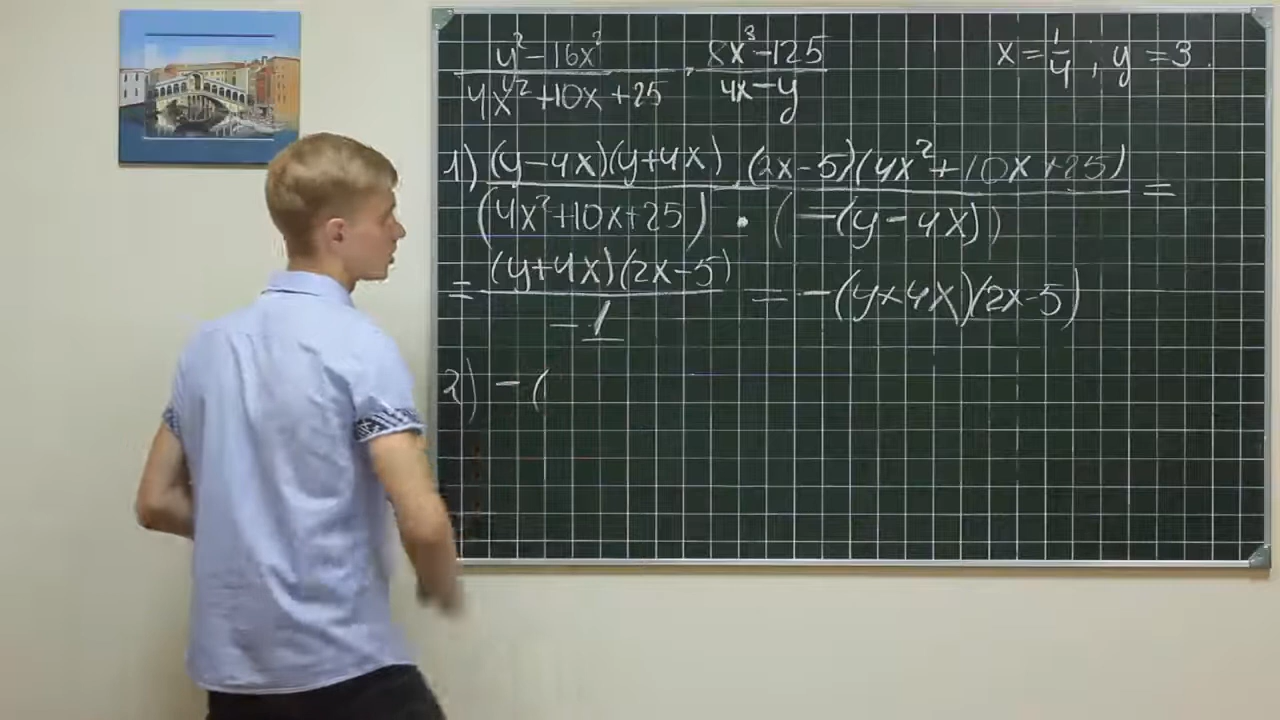 y² − 16x² / 4x² + 10x + 25 · 8x³ − 125 / 4x − y    x = 1/4 ; y = 3.
1) (y − 4x)(y + 4x) · (2x − 5)(4x² + 10x + 25) / (4x² + 10x + 25) · (−(y − 4x)) =
= (y + 4x)(2x − 5) / −1 = −(y + 4x)(2x − 5)
2) − (